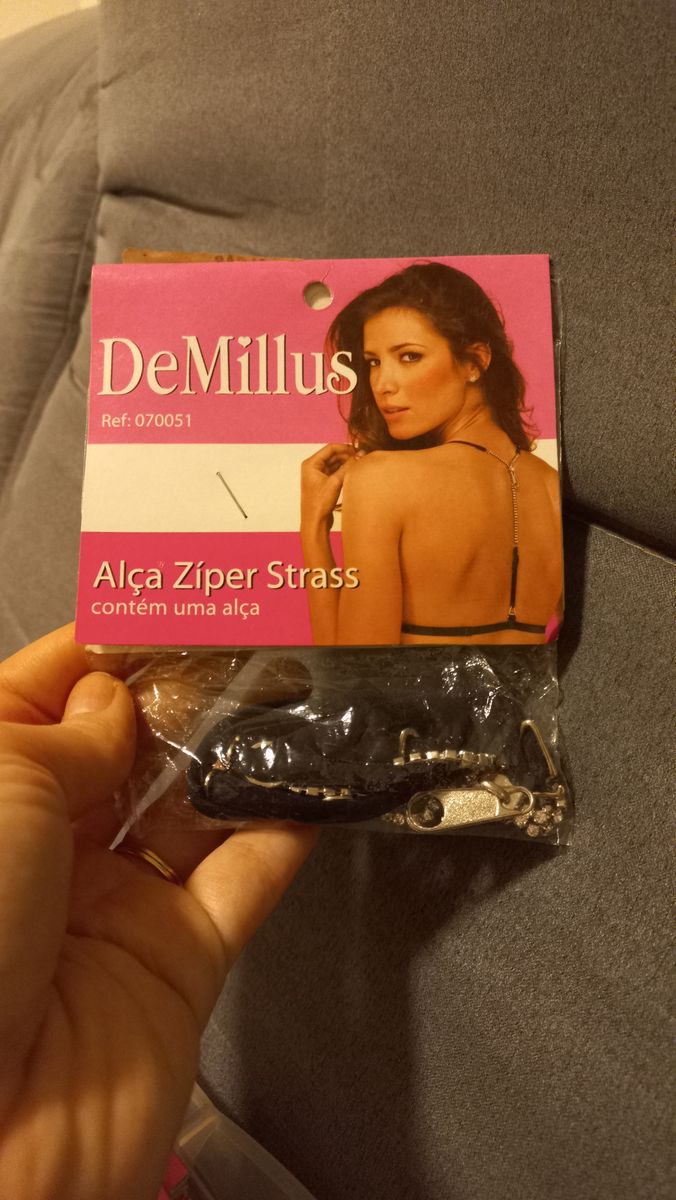 DeMillus
Ref: 070051
Alça Zíper Strass
contém uma alça